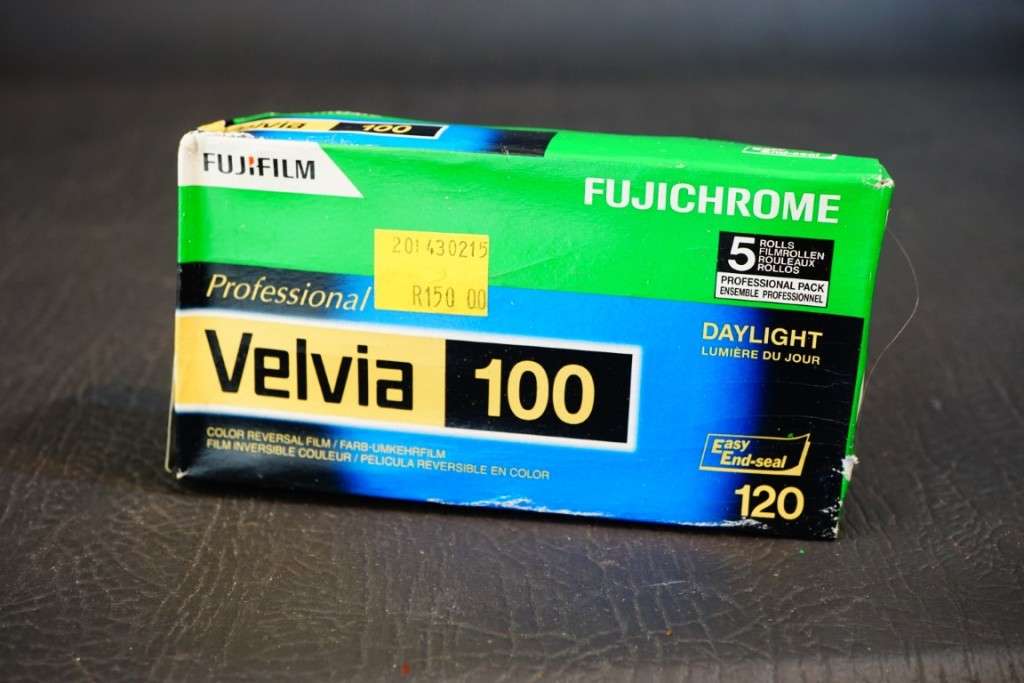 Velvia 100
FUJIFILM
FUJICHROME
201430215
R150 00
5 ROLLS
FILMROLLEN
ROULEAUX
ROLLOS
PROFESSIONAL PACK
ENSEMBLE PROFESSIONNEL
Professional
DAYLIGHT
LUMIÈRE DU JOUR
Velvia 100
COLOR REVERSAL FILM / FARB-UMKEHRFILM
FILM INVERSIBLE COULEUR / PELICULA REVERSIBLE EN COLOR
Easy
End-seal
120